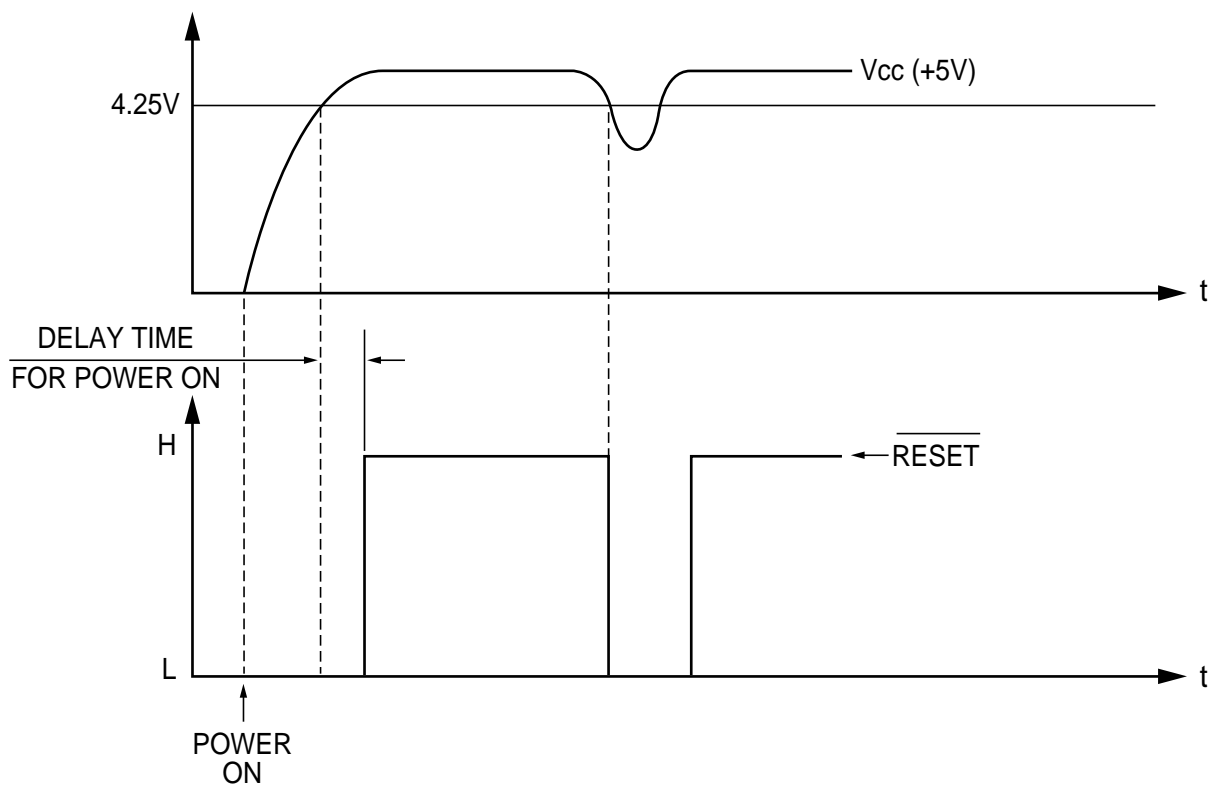 Vcc (+5V)
4.25V
t
DELAY TIME
FOR POWER ON
H
RESET
L
t
POWER
ON